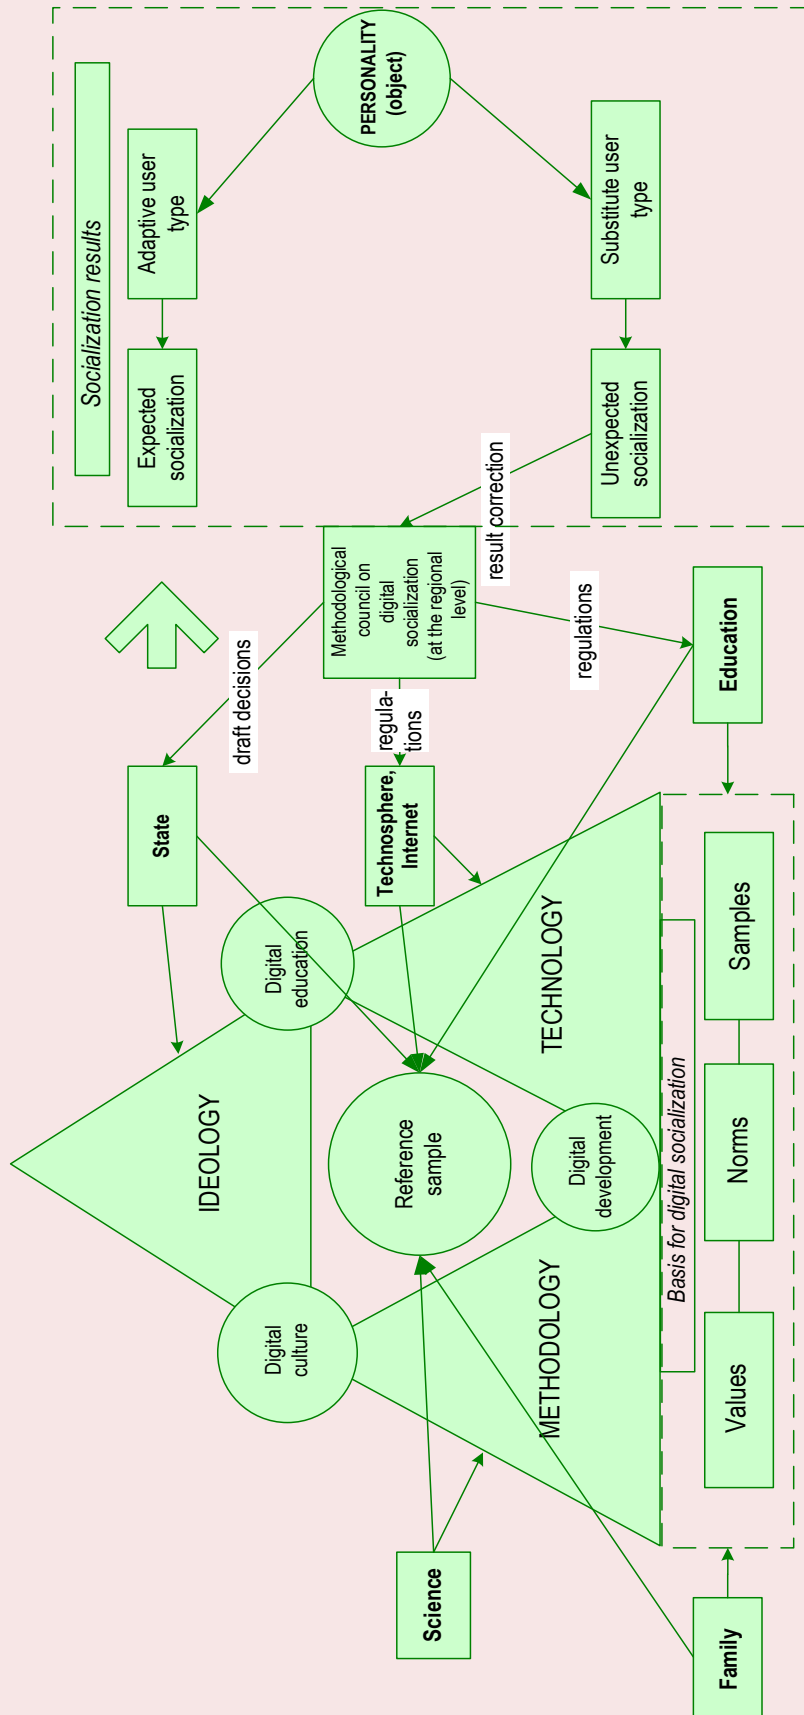 Socialization results
PERSONALITY
(object)
Adaptive user
type
Substitute user
type
Expected
socialization
Unexpected
socialization
result correction
Methodological
council on
digital
socialization
(at the regional
level)
draft decisions
regula-
tions
regulations
State
Technosphere,
Internet
Education
IDEOLOGY
Digital
education
TECHNOLOGY
Reference
sample
Digital
development
Digital
culture
METHODOLOGY
Basis for digital socialization
Values
Norms
Samples
Science
Family